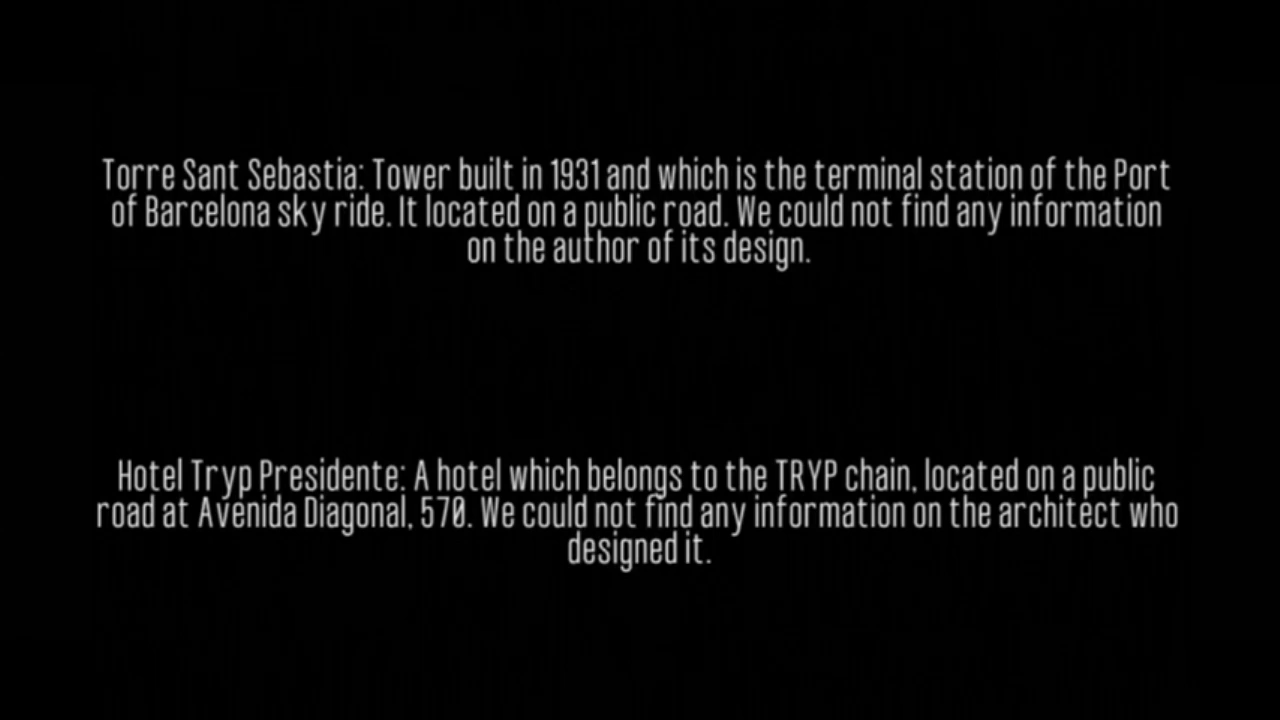 Torre Sant Sebastia: Tower built in 1931 and which is the terminal station of the Port
of Barcelona sky ride. It located on a public road. We could not find any information
on the author of its design.
Hotel Tryp Presidente: A hotel which belongs to the TRYP chain, located on a public
road at Avenida Diagonal, 570. We could not find any information on the architect who
designed it.